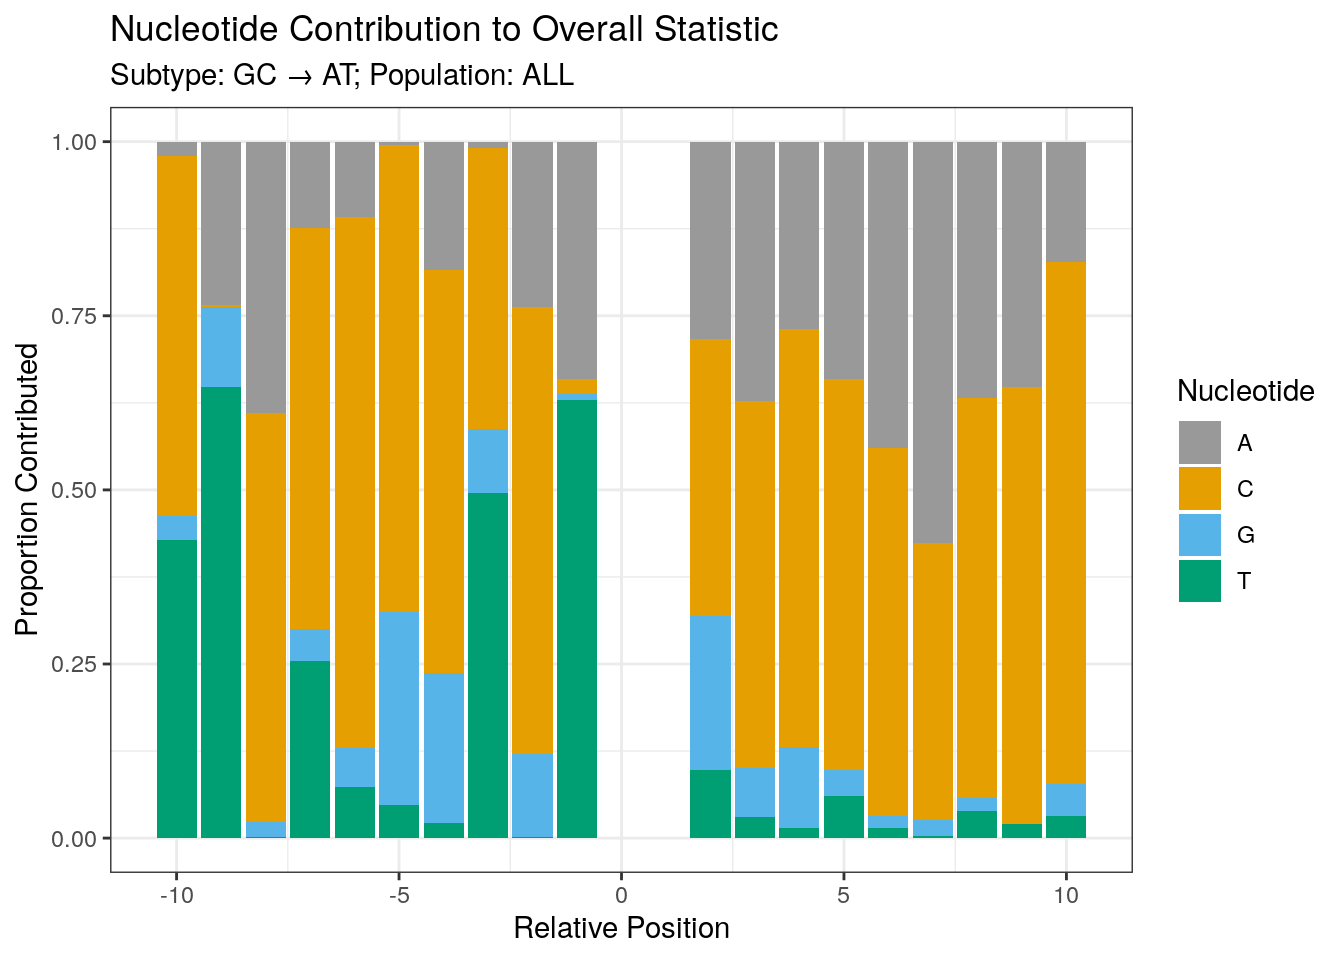 Nucleotide Contribution to Overall Statistic
Subtype: GC → AT; Population: ALL
1.00
0.75
0.50
0.25
0.00
Proportion Contributed
-10
-5
0
5
10
Relative Position
Nucleotide
A
C
G
T